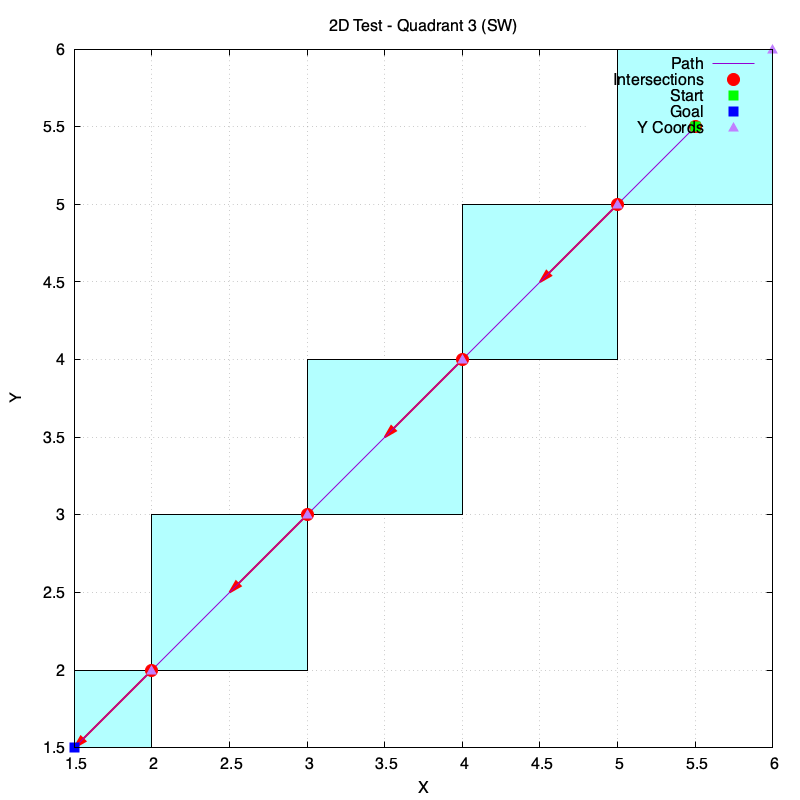 2D Test - Quadrant 3 (SW)
Path
Intersections
Start
Goal
Y Coords
6
5.5
5
4.5
4
3.5
3
2.5
2
1.5
Y
1.5 2 2.5 3 3.5 4 4.5 5 5.5 6
X